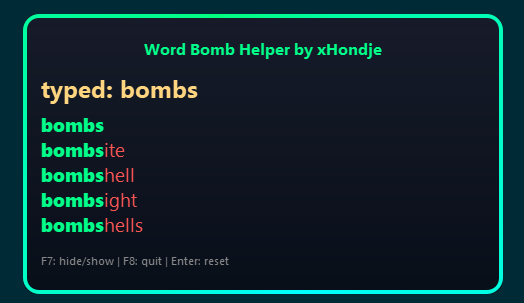 Word Bomb Helper by xHondje
typed: bombs
bombs
bombsite
bombshell
bombsight
bombshells
F7: hide/show | F8: quit | Enter: reset